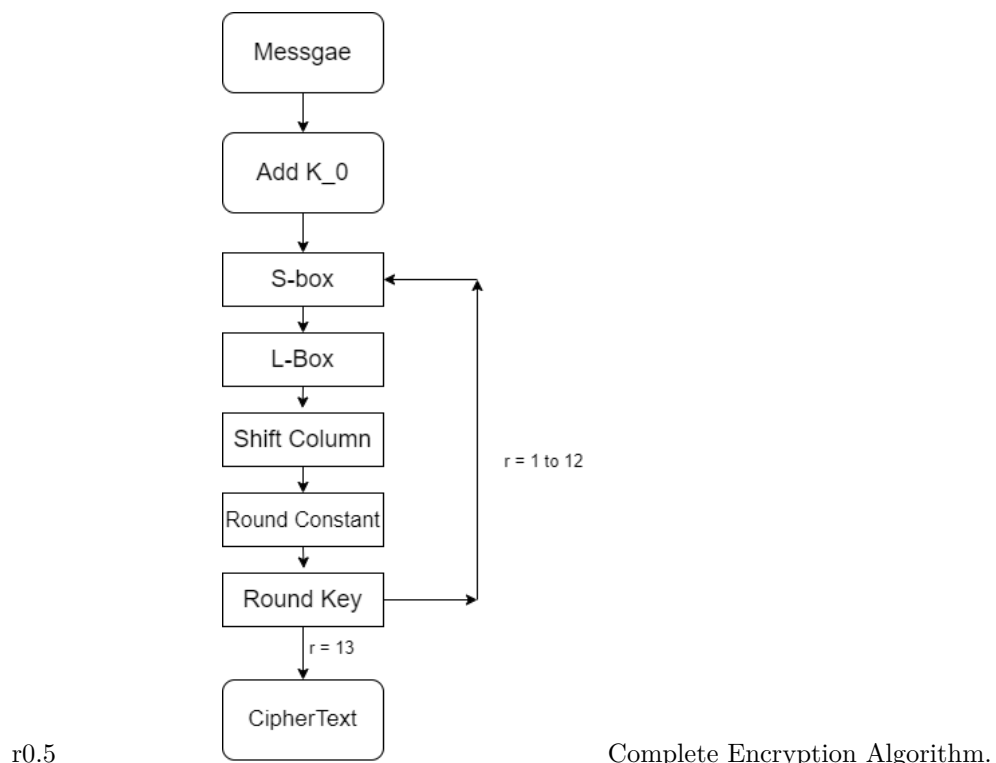 Messgae
Add K_0
S-box
L-Box
Shift Column
r = 1 to 12
Round Constant
Round Key
r = 13
CipherText
r0.5
Complete Encryption Algorithm.